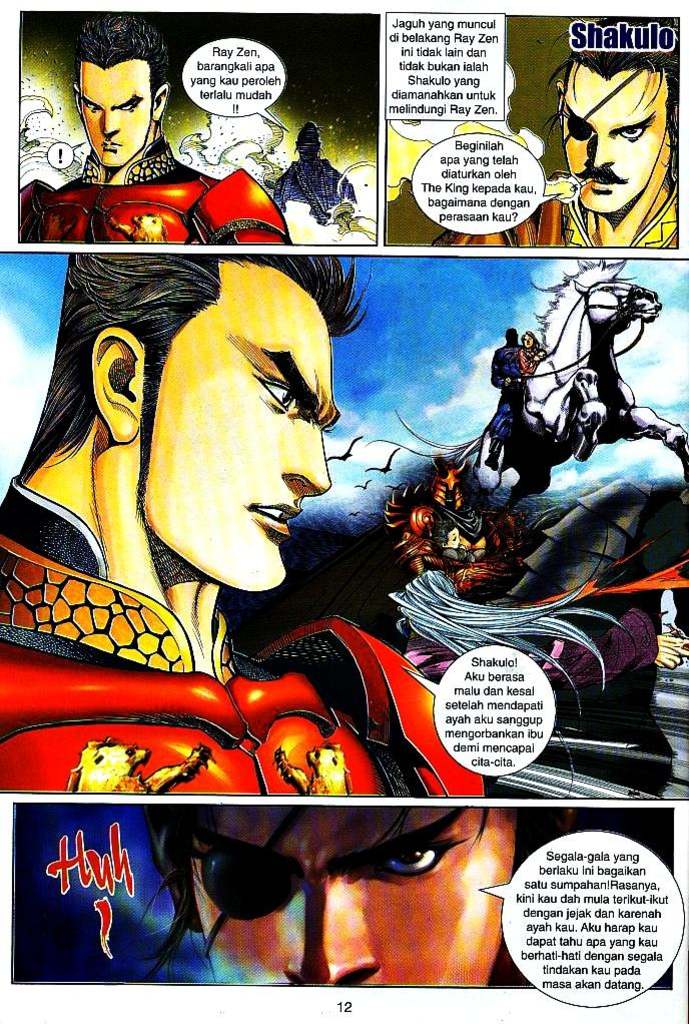 Ray Zen,
barangkali apa
yang kau peroleh
terlalu mudah
!!
!
Jaguh yang muncul
di belakang Ray Zen
ini tidak lain dan
tidak bukan ialah
Shakulo yang
diamanahkan untuk
melindungi Ray Zen.
Shakulo
Beginilah
apa yang telah
diaturkan oleh
The King kepada kau,
bagaimana dengan
perasaan kau?
Shakulo!
Aku berasa
malu dan kesal
setelah mendapati
ayah aku sanggup
mengorbankan ibu
demi mencapai
cita-cita.
Huh
!
Segala-gala yang
berlaku ini bagaikan
satu sumpahan!Rasanya,
kini kau dah mula terikut-ikut
dengan jejak dan karenah
ayah kau. Aku harap kau
dapat tahu apa yang kau
berhati-hati dengan segala
tindakan kau pada
masa akan datang.
12